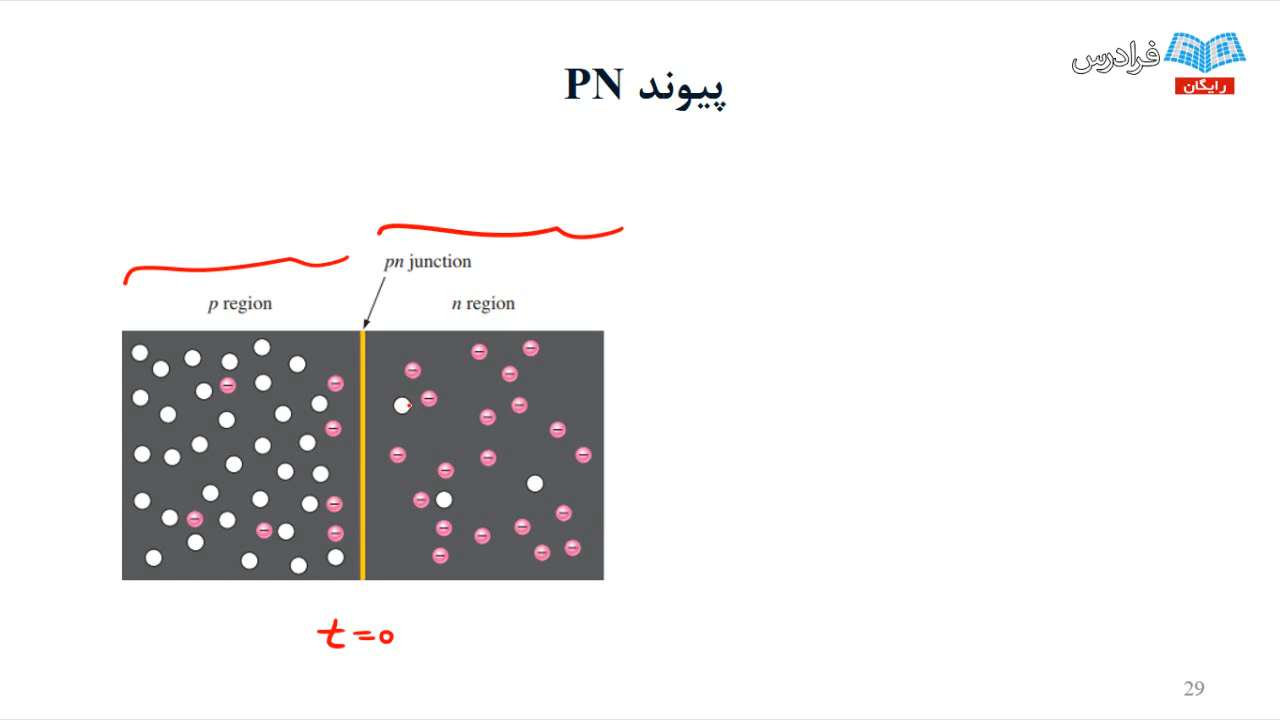 فرادرس
رایگان
پیوند PN
pn junction
p region
n region
t=0
29